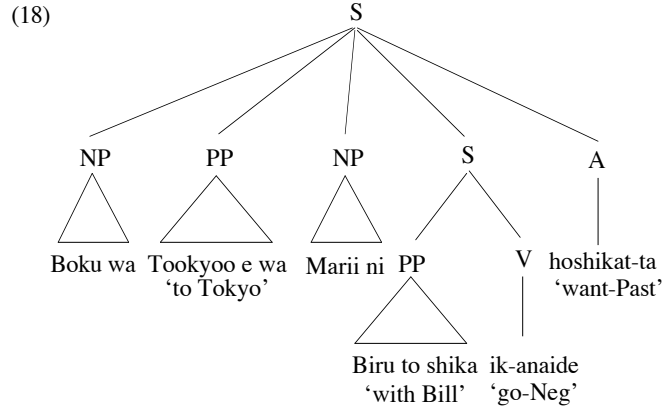 (18)
S
NP PP NP S A
Boku wa Tookyoo e wa Marii ni PP V hoshikat-ta
‘to Tokyo’ ‘want-Past’
Biru to shika ik-anaide
‘with Bill’ ‘go-Neg’